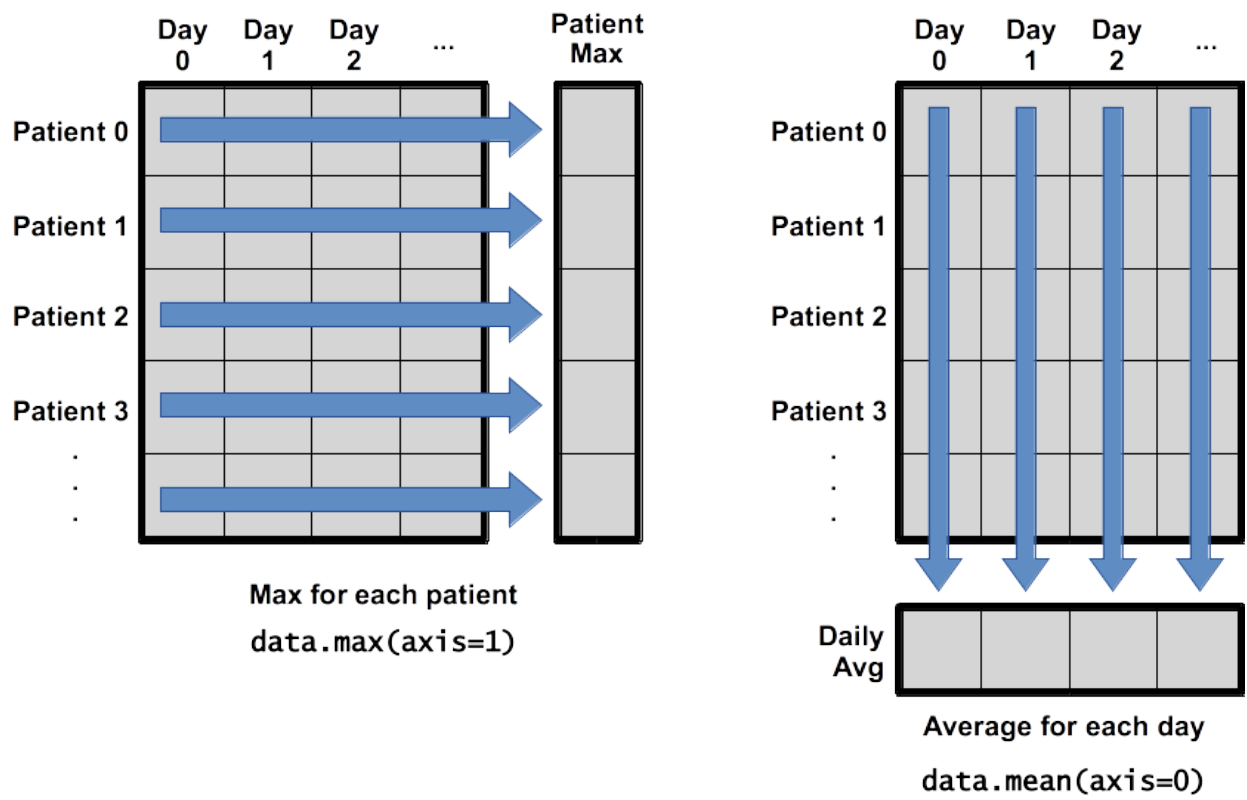 Day 0
Day 1
Day 2
...
Patient Max
Patient 0
Patient 1
Patient 2
Patient 3
.
.
.
Max for each patient
data.max(axis=1)
Day 0
Day 1
Day 2
...
Patient 0
Patient 1
Patient 2
Patient 3
.
.
.
Daily Avg
Average for each day
data.mean(axis=0)